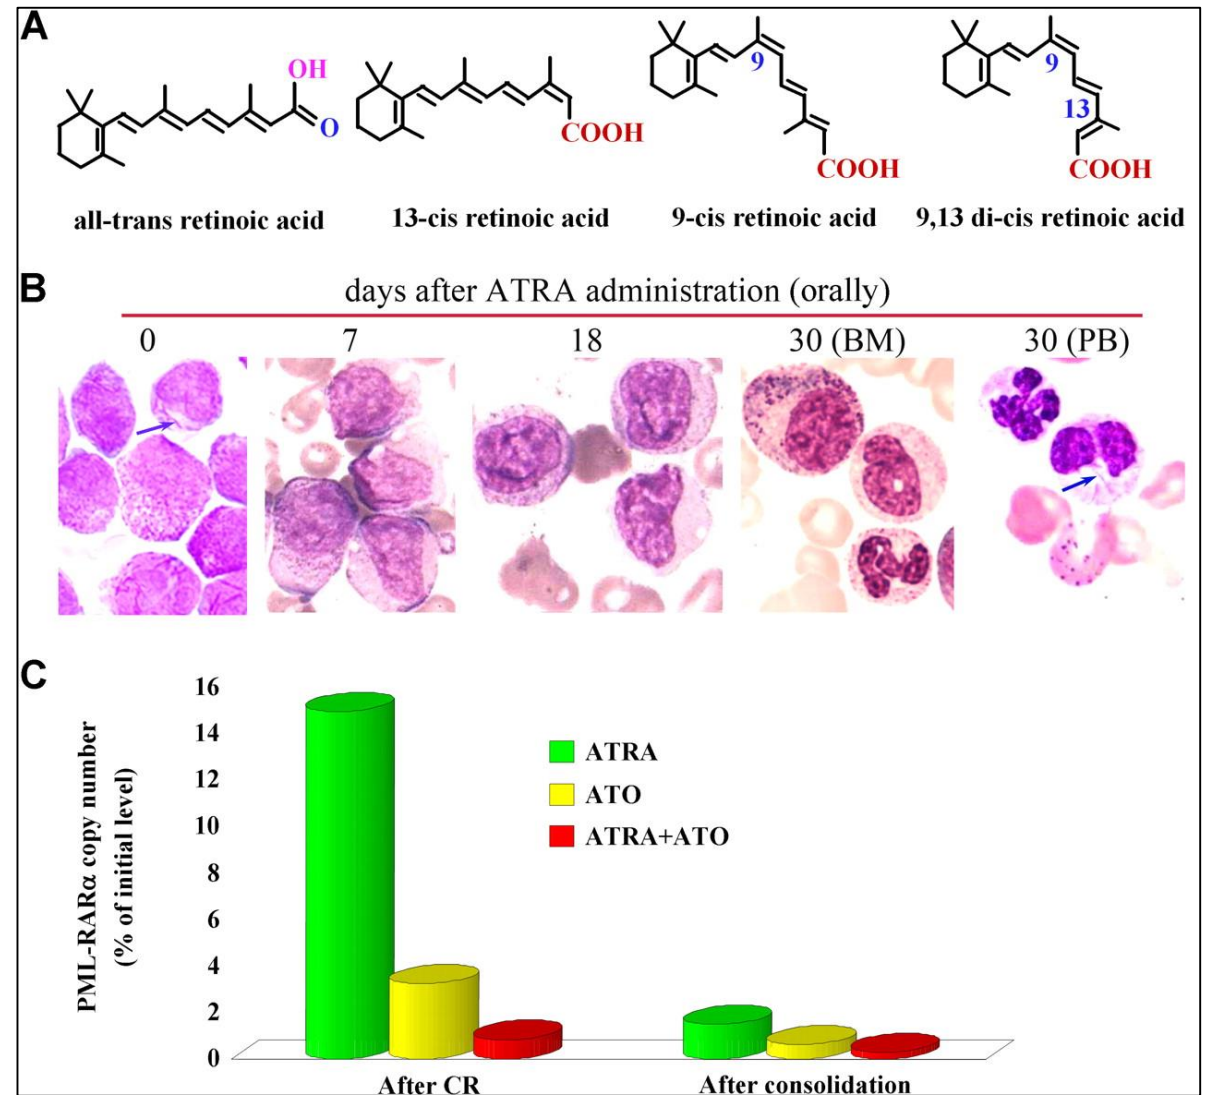 A
OH
O
all-trans retinoic acid
COOH
13-cis retinoic acid
9
COOH
9-cis retinoic acid
9
13
COOH
9,13 di-cis retinoic acid
B
days after ATRA administration (orally)
0 7 18 30 (BM) 30 (PB)
C
PML-RARα copy number
(% of initial level)
16
14
12
10
8
6
4
2
0
ATRA
ATO
ATRA+ATO
After CR After consolidation